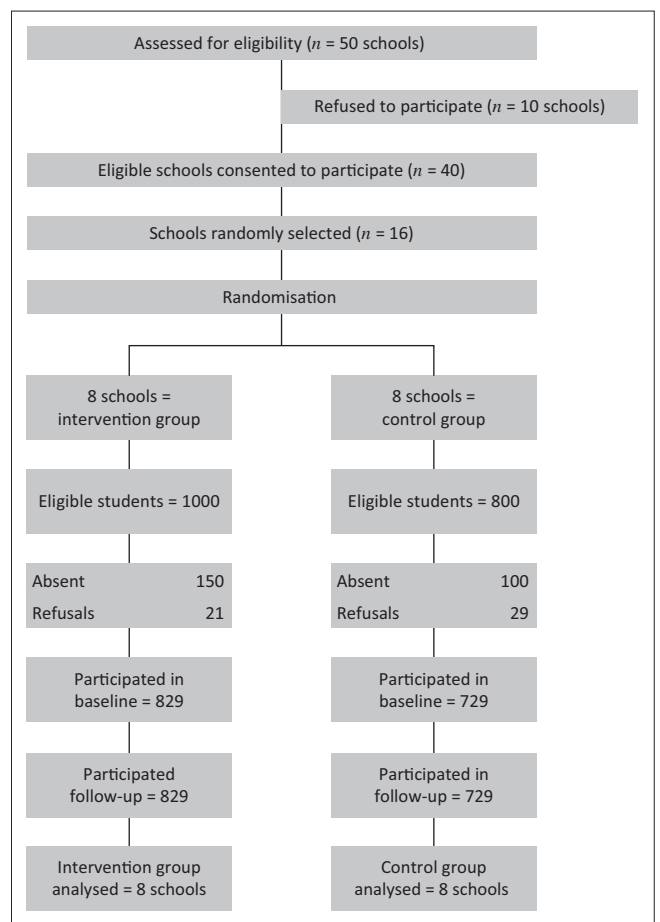 Assessed for eligibility (n = 50 schools)
Refused to participate (n = 10 schools)
Eligible schools consented to participate (n = 40)
Schools randomly selected (n = 16)
Randomisation
8 schools =
intervention group
Eligible students = 1000
Absent 150
Refusals 21
Participated in
baseline = 829
Participated
follow-up = 829
Intervention group
analysed = 8 schools
8 schools =
control group
Eligible students = 800
Absent 100
Refusals 29
Participated in
baseline = 729
Participated in
follow-up = 729
Control group
analysed = 8 schools